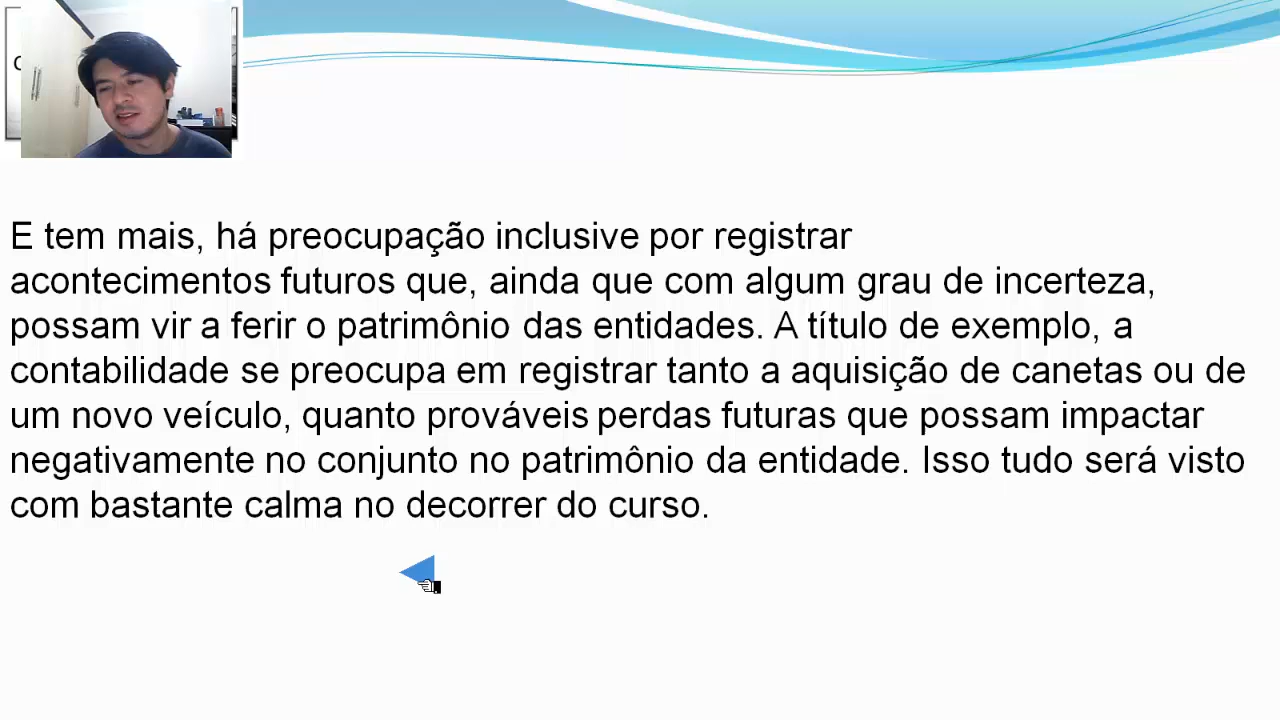 E tem mais, há preocupação inclusive por registrar
acontecimentos futuros que, ainda que com algum grau de incerteza,
possam vir a ferir o patrimônio das entidades. A título de exemplo, a
contabilidade se preocupa em registrar tanto a aquisição de canetas ou de
um novo veículo, quanto prováveis perdas futuras que possam impactar
negativamente no conjunto no patrimônio da entidade. Isso tudo será visto
com bastante calma no decorrer do curso.